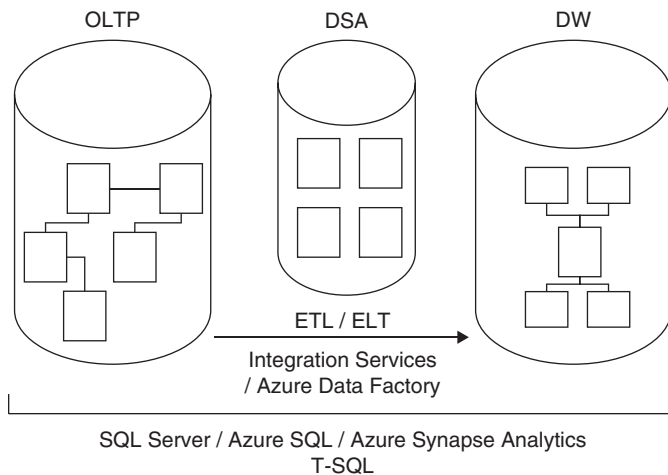 OLTP
DSA
DW
ETL / ELT
Integration Services
/ Azure Data Factory
SQL Server / Azure SQL / Azure Synapse Analytics
T-SQL